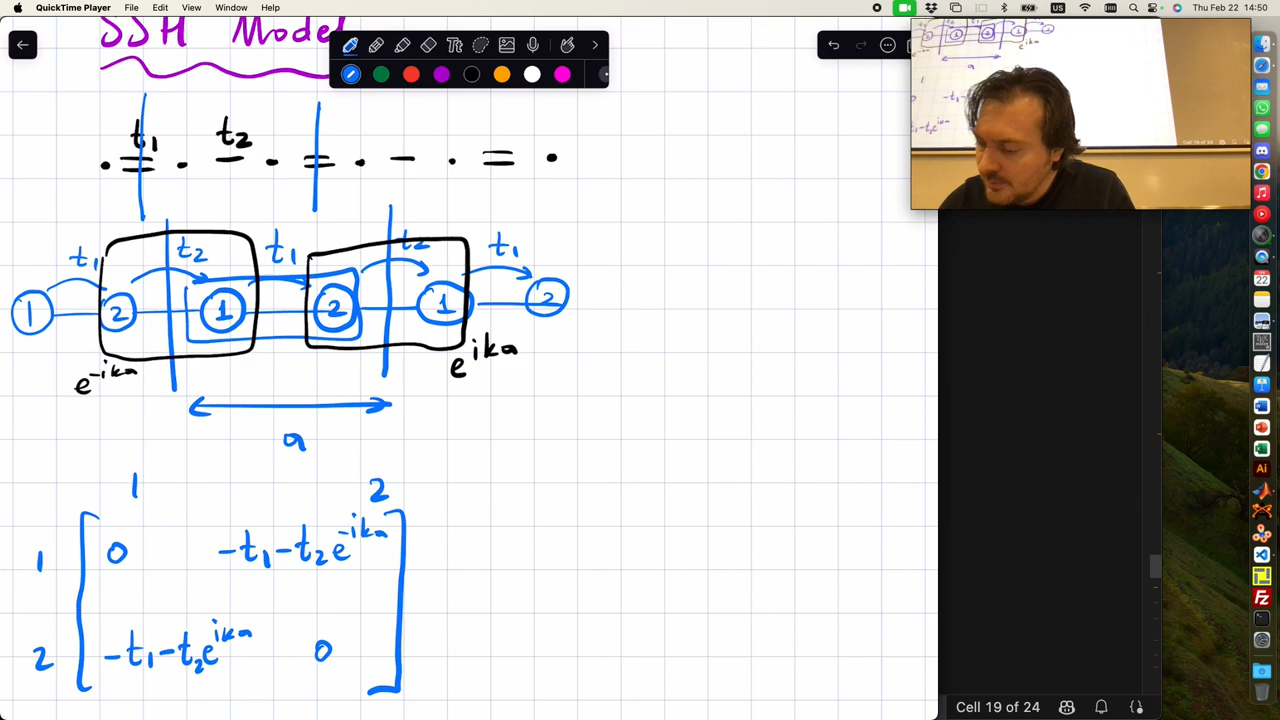 QuickTime Player File Edit View Window Help
Thu Feb 22 14:50
SSH Model
t1 t2
t1 t2 t1 t2 t1
1 2 1 2 1 2
e^-ika e^ika
a
1 2
1 0 -t1-t2e^-ika
2 -t1-t2e^ika 0
Cell 19 of 24